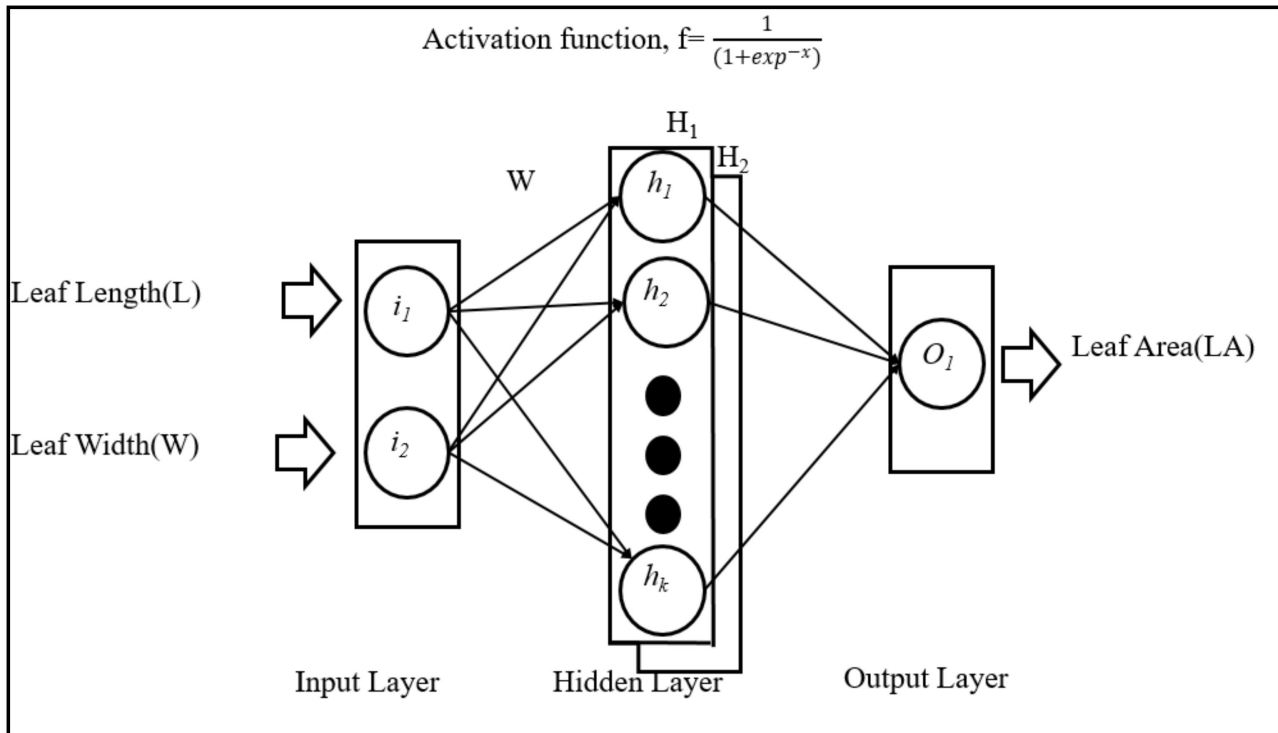 Activation function, f= 1/(1+exp⁻ˣ)
H₁
H₂
W
h₁
h₂
hₖ
Leaf Length(L)
i₁
Leaf Width(W)
i₂
O₁
Leaf Area(LA)
Input Layer
Hidden Layer
Output Layer